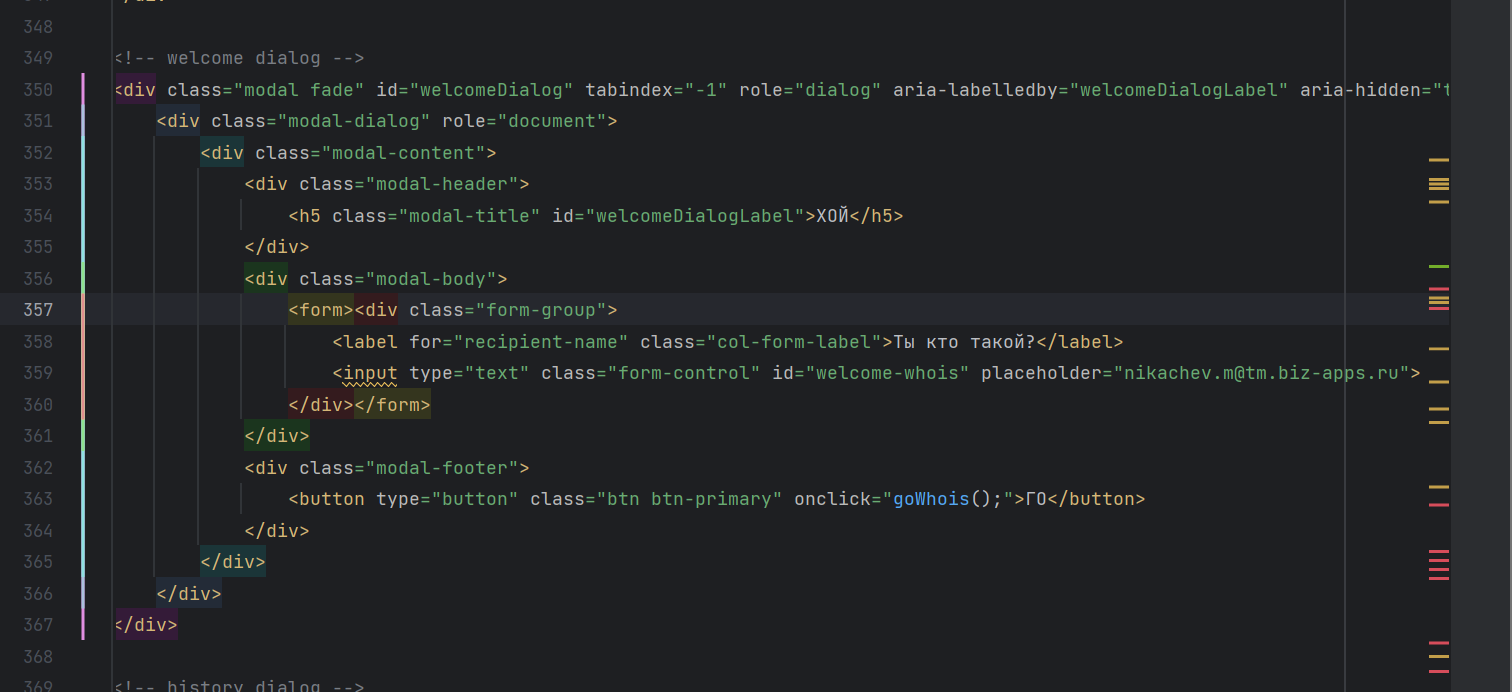 348
349 <!-- welcome dialog -->
350 <div class="modal fade" id="welcomeDialog" tabindex="-1" role="dialog" aria-labelledby="welcomeDialogLabel" aria-hidden="t
351 <div class="modal-dialog" role="document">
352 <div class="modal-content">
353 <div class="modal-header">
354 <h5 class="modal-title" id="welcomeDialogLabel">ХОЙ</h5>
355 </div>
356 <div class="modal-body">
357 <form><div class="form-group">
358 <label for="recipient-name" class="col-form-label">Ты кто такой?</label>
359 <input type="text" class="form-control" id="welcome-whois" placeholder="nikachev.m@tm.biz-apps.ru">
360 </div></form>
361 </div>
362 <div class="modal-footer">
363 <button type="button" class="btn btn-primary" onclick="goWhois();">ГО</button>
364 </div>
365 </div>
366 </div>
367 </div>
368
369 <!-- history dialog -->